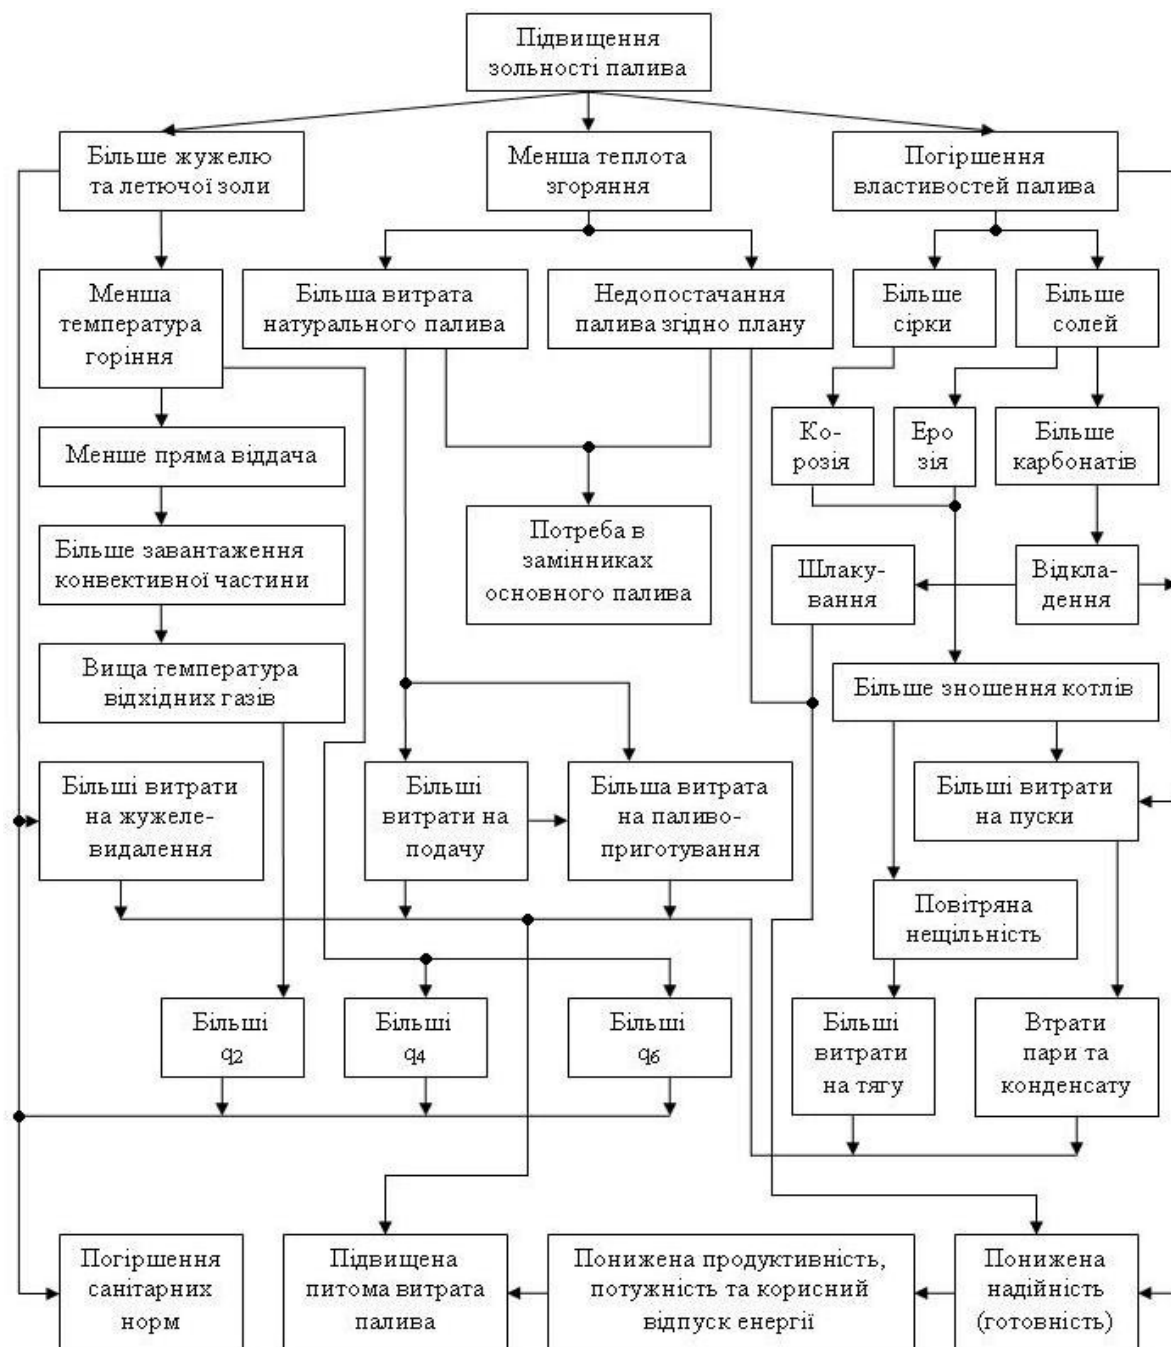 Підвищення
зольності палива
Більше жужелю
та летючої золи
Менша теплота
згоряння
Погіршення
властивостей палива
Менша
температура
горіння
Більша витрата
натурального палива
Недопостачання
палива згідно плану
Більше
сірки
Більше
солей
Ко-
розія
Еро
зія
Більше
карбонатів
Менше пряма віддача
Більше завантаження
конвективної частини
Потреба в
замінниках
основного палива
Шлаку-
вання
Відкла-
дення
Вища температура
відхідних газів
Більше зношення котлів
Більші витрати
на жужеле-
видалення
Більші
витрати на
подачу
Більша витрата
на паливо-
приготування
Більші витрати
на пуски
Повітряна
нещільність
Більші
q2
Більші
q4
Більші
q6
Більші
витрати
на тягу
Втрати
пари та
конденсату
Погіршення
санітарних
норм
Підвищена
питома витрата
палива
Понижена продуктивність,
потужність та корисний
відпуск енергії
Понижена
надійність
(готовність)